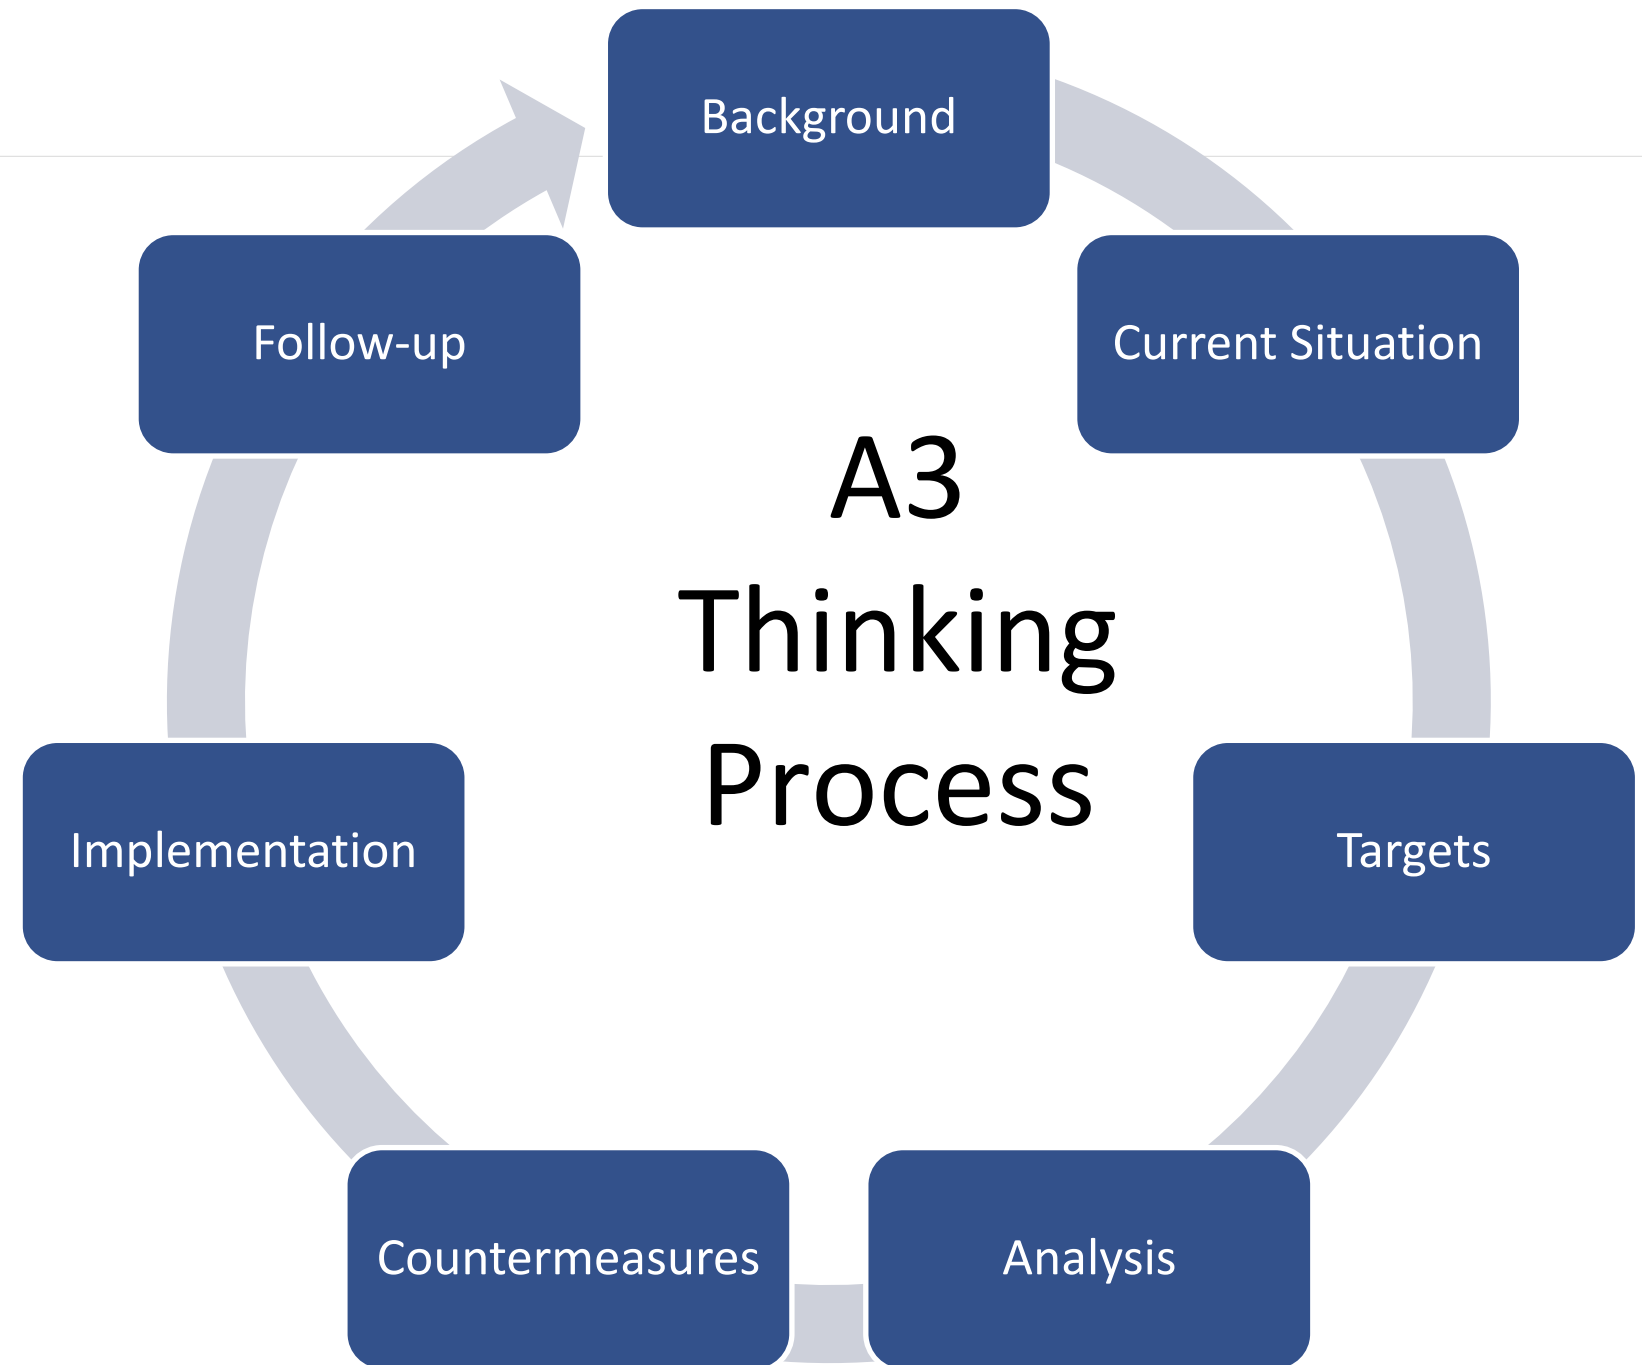 Background
Current Situation
Targets
Analysis
Countermeasures
Implementation
Follow-up
A3
Thinking
Process